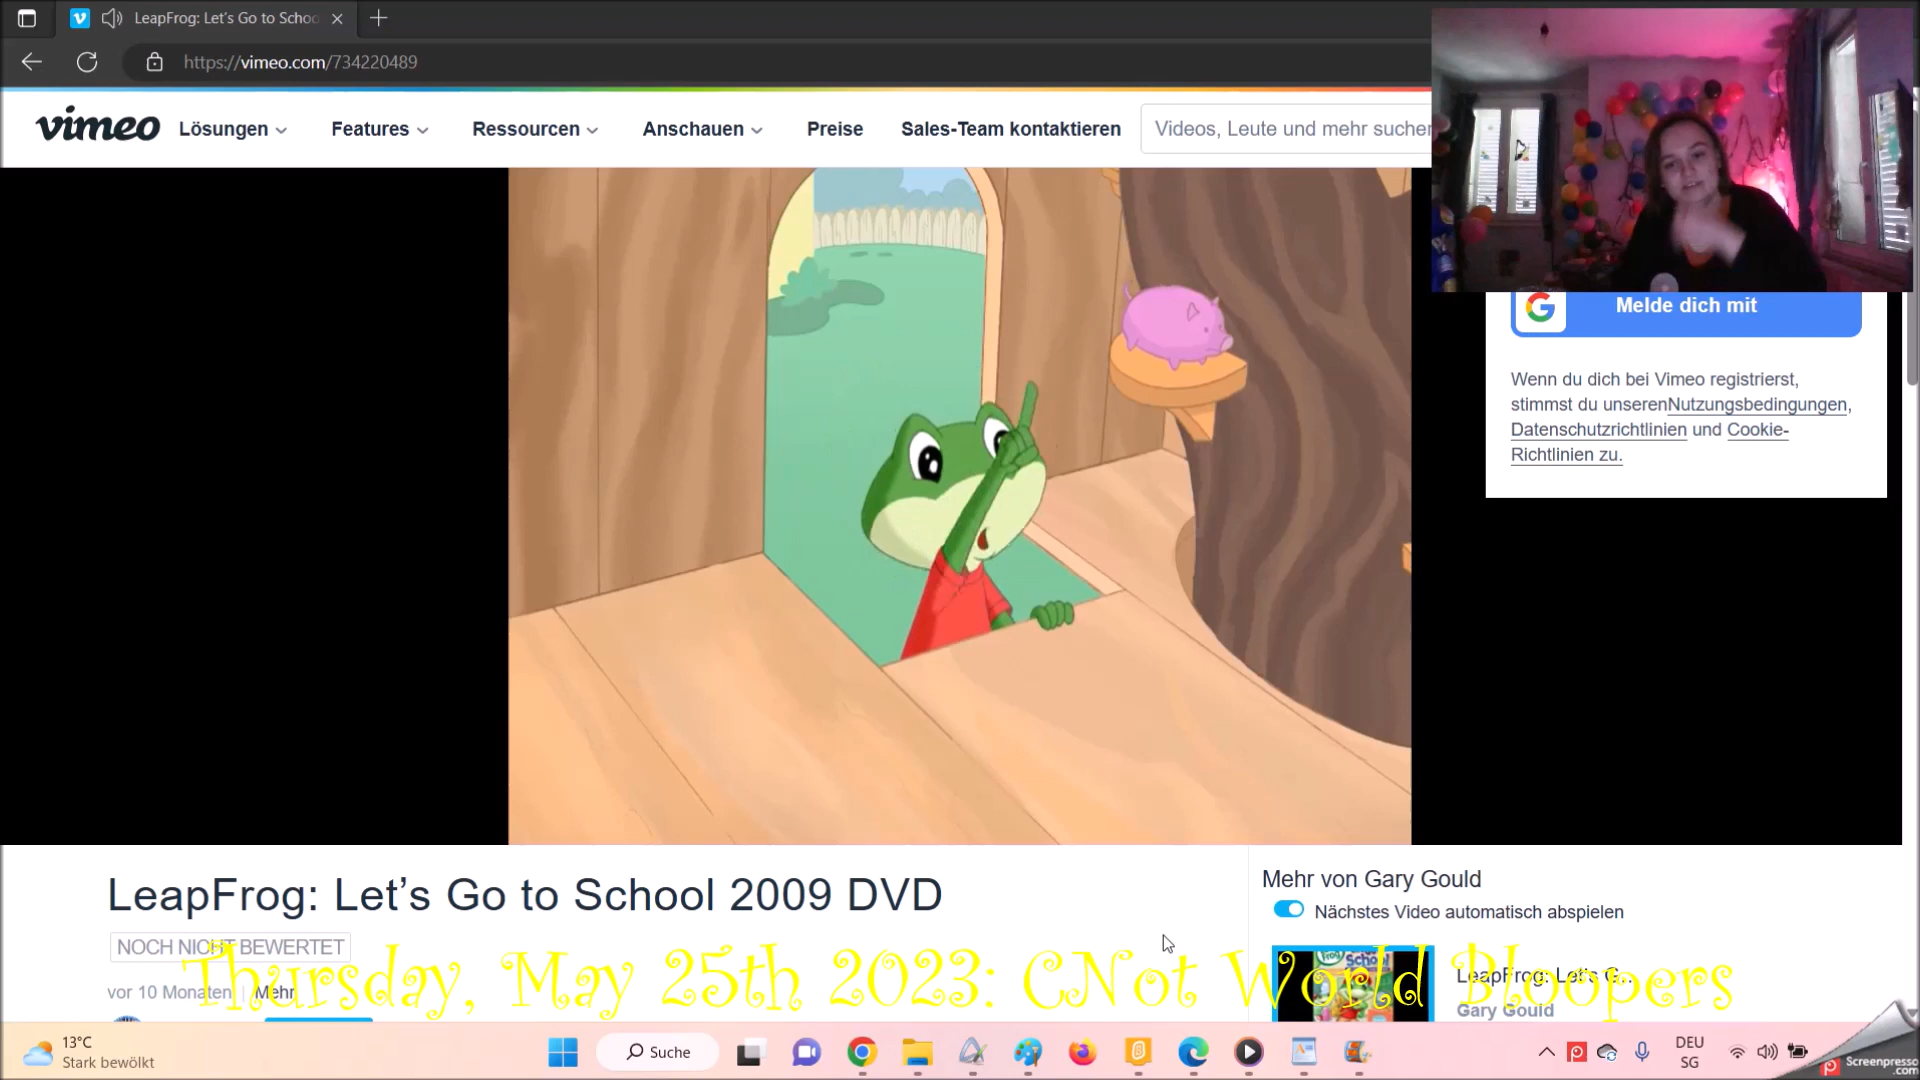 LeapFrog: Let's Go to Schoo
https://vimeo.com/734220489
vimeo
Lösungen
Features
Ressourcen
Anschauen
Preise
Sales-Team kontaktieren
Videos, Leute und mehr suchen
Melde dich mit
Wenn du dich bei Vimeo registrierst,
stimmst du unserenNutzungsbedingungen,
Datenschutzrichtlinien und Cookie-
Richtlinien zu.
LeapFrog: Let's Go to School 2009 DVD
NOCH NICHT BEWERTET
vor 10 Monaten | Mehr
Mehr von Gary Gould
Nächstes Video automatisch abspielen
LeapFrog: Let's G...
Gary Gould
Thursday, May 25th 2023: CNot World Bloopers
13°C
Stark bewölkt
Suche
DEU
SG
Screenpresso
.com